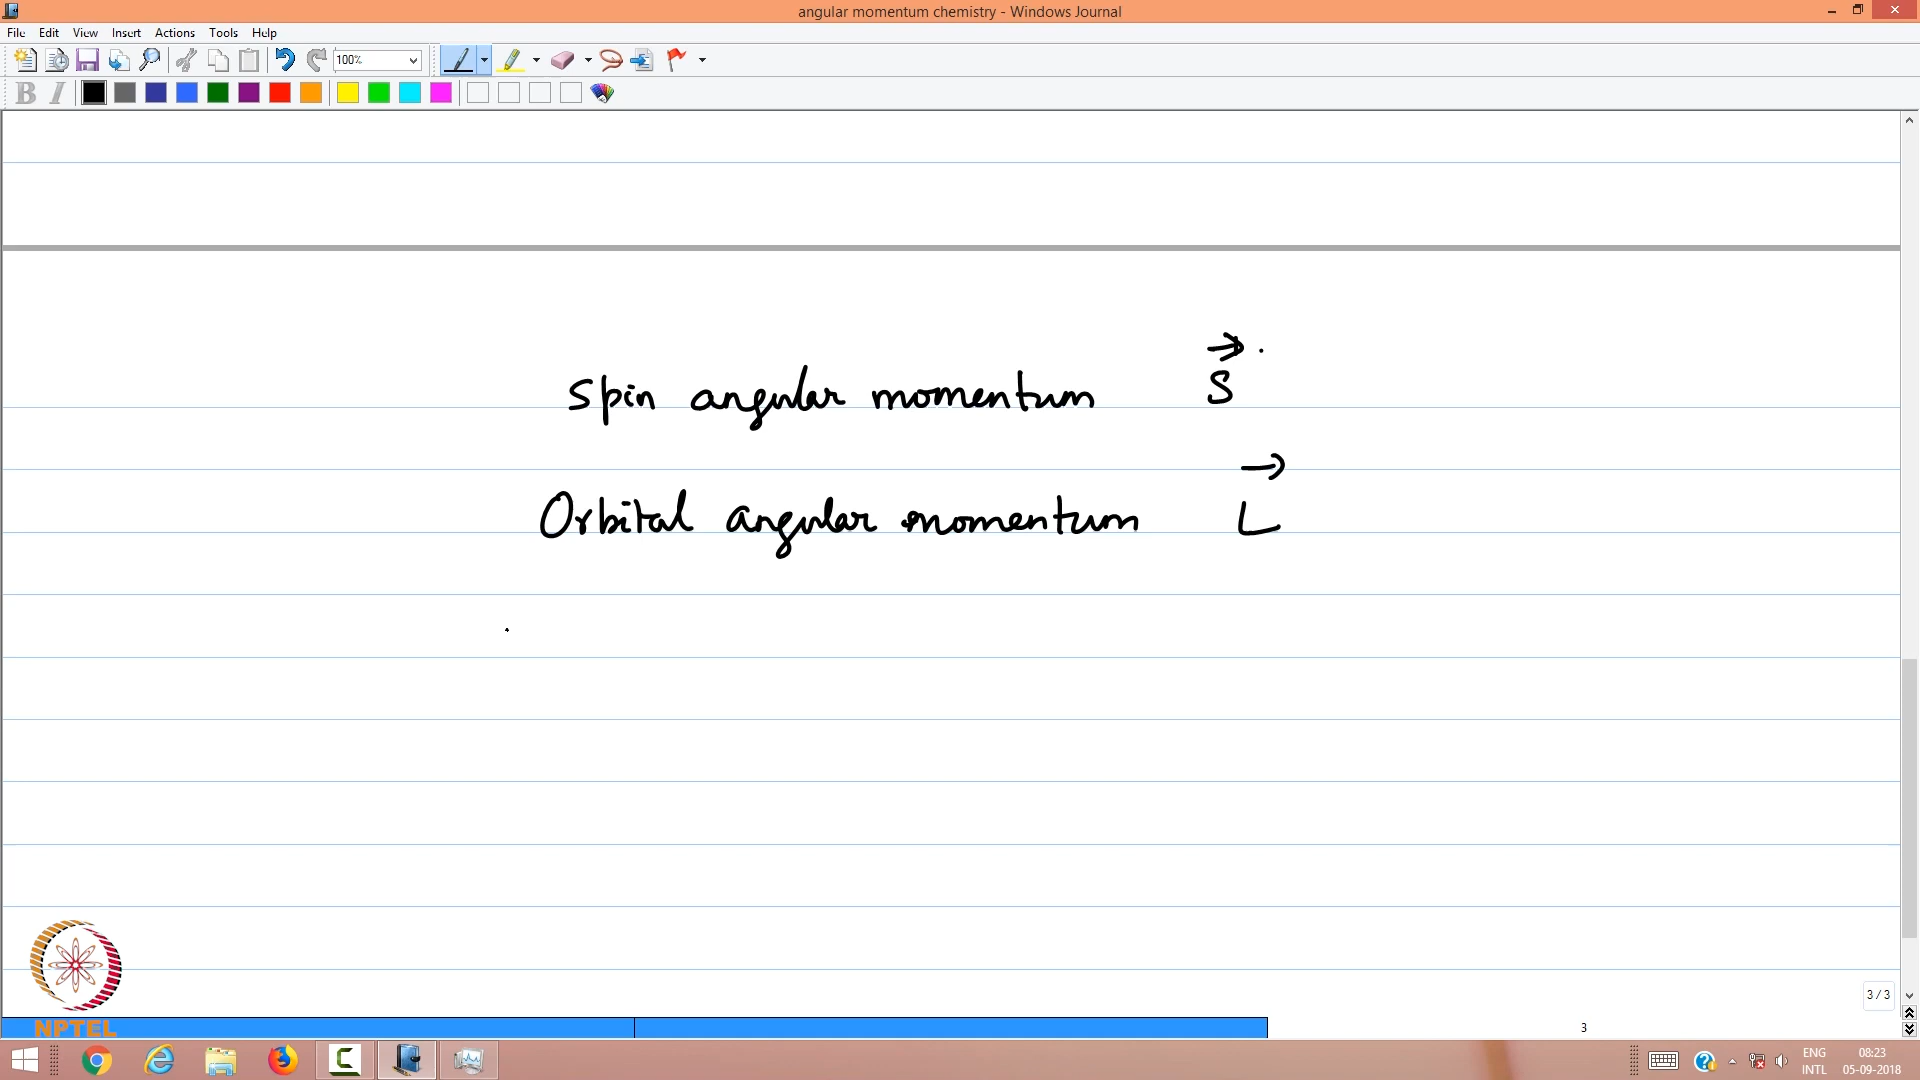 angular momentum chemistry - Windows Journal
File Edit View Insert Actions Tools Help
100%
B I
Spin angular momentum S
Orbital angular momentum L
3 / 3
NPTEL
3
ENG 08:23
INTL 05-09-2018